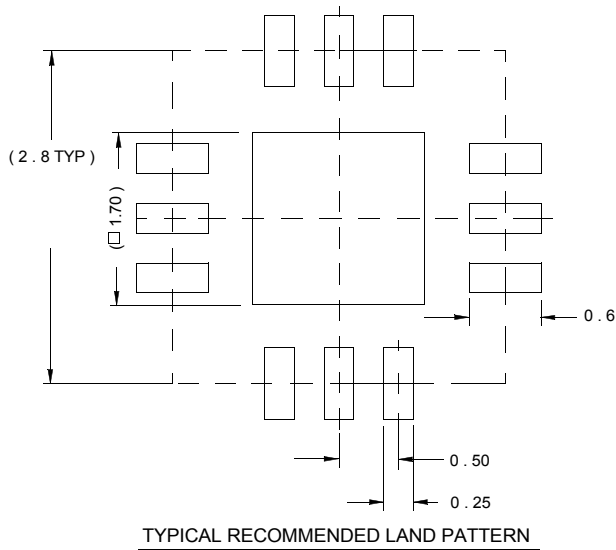 ( 2 . 8 TYP )
(□ 1.70 )
0 . 6
0 . 50
0 . 25
TYPICAL RECOMMENDED LAND PATTERN